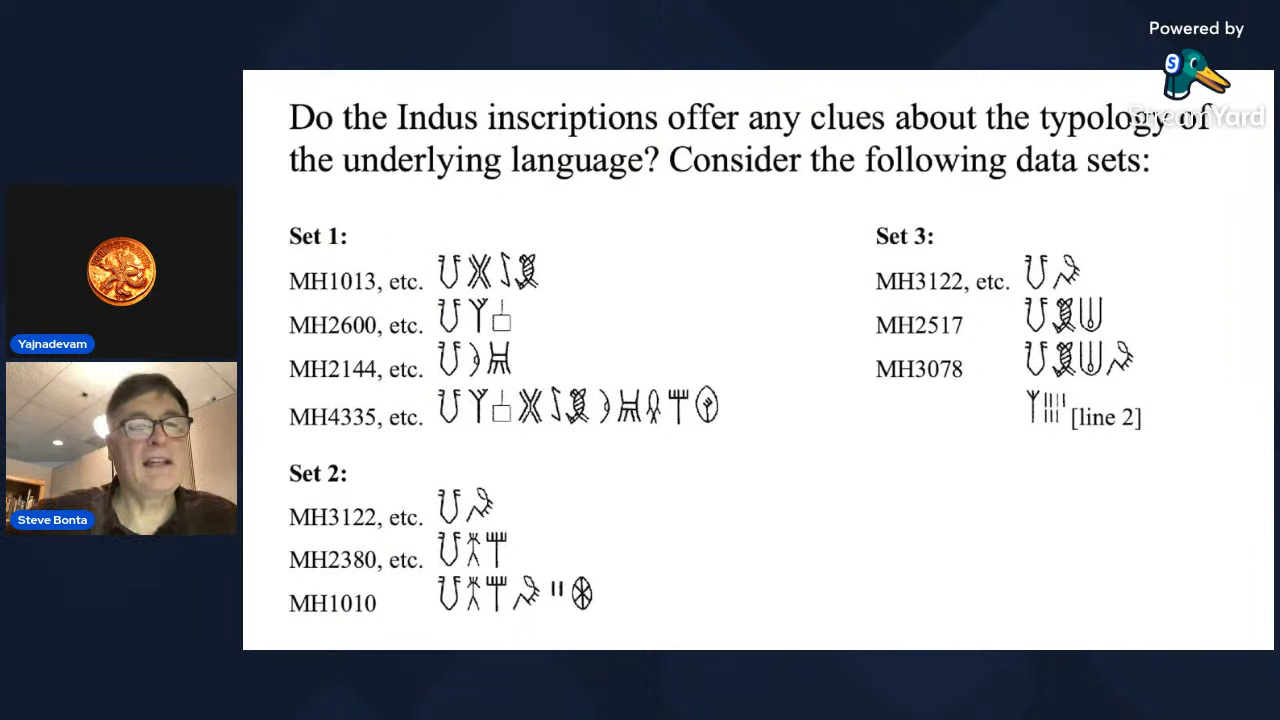 Powered by
StreamYard
Do the Indus inscriptions offer any clues about the typology of
the underlying language? Consider the following data sets:
Set 1:
MH1013, etc.
MH2600, etc.
MH2144, etc.
MH4335, etc.
Set 2:
MH3122, etc.
MH2380, etc.
MH1010
Set 3:
MH3122, etc.
MH2517
MH3078
[line 2]
Yajnadevam
Steve Bonta